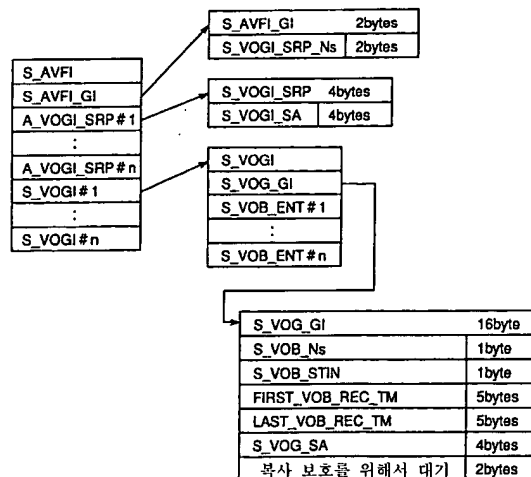 S_AVFI
S_AVFI_GI
A_VOGI_SRP#1
:
A_VOGI_SRP#n
S_VOGI#1
:
S_VOGI#n
S_AVFI_GI 2bytes
S_VOGI_SRP_Ns 2bytes
S_VOGI_SRP 4bytes
S_VOGI_SA 4bytes
S_VOGI
S_VOG_GI
S_VOB_ENT#1
:
S_VOB_ENT#n
S_VOG_GI 16byte
S_VOB_Ns 1byte
S_VOB_STIN 1byte
FIRST_VOB_REC_TM 5bytes
LAST_VOB_REC_TM 5bytes
S_VOG_SA 4bytes
복사 보호를 위해서 대기 2bytes